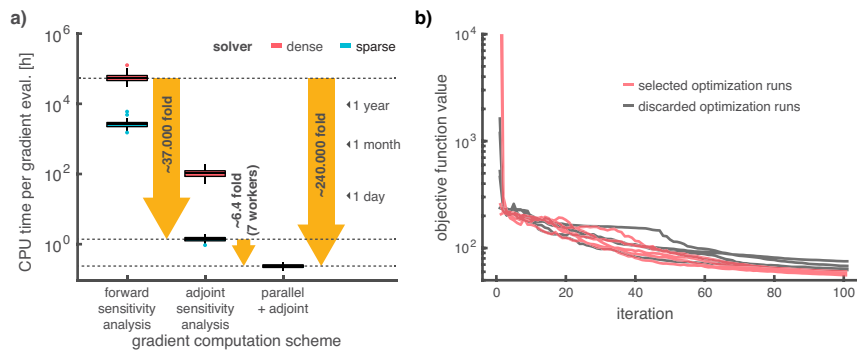 a)
solver dense sparse
CPU time per gradient eval. [h]
10^6
10^4
10^2
10^0
~37.000 fold
~6.4 fold
(7 workers)
~240.000 fold
1 year
1 month
1 day
forward
sensitivity
analysis
adjoint
sensitivity
analysis
parallel
+ adjoint
gradient computation scheme
b)
objective function value
10^4
10^3
10^2
selected optimization runs
discarded optimization runs
0 20 40 60 80 100
iteration